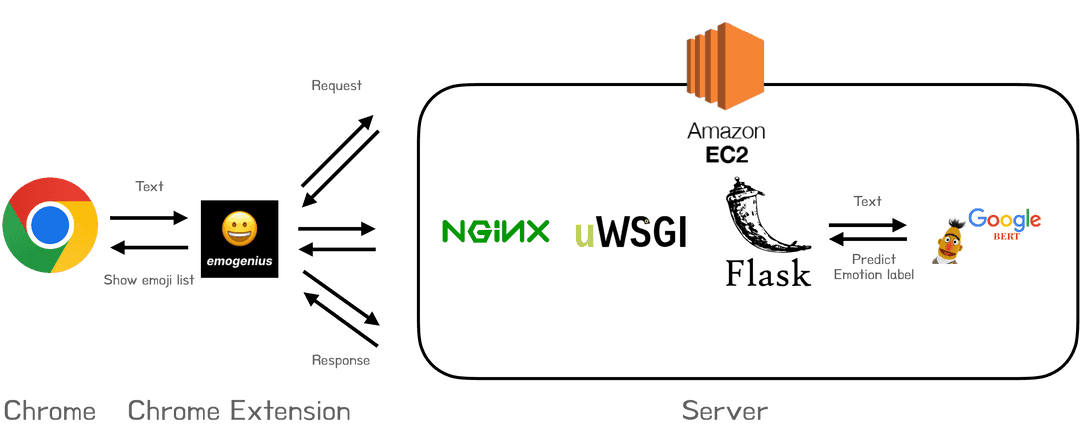 Request
Amazon
EC2
Text
emogenius
Show emoji list
NGINX
uWSGI
Flask
Text
Predict
Emotion label
Google
BERT
Response
Chrome
Chrome Extension
Server